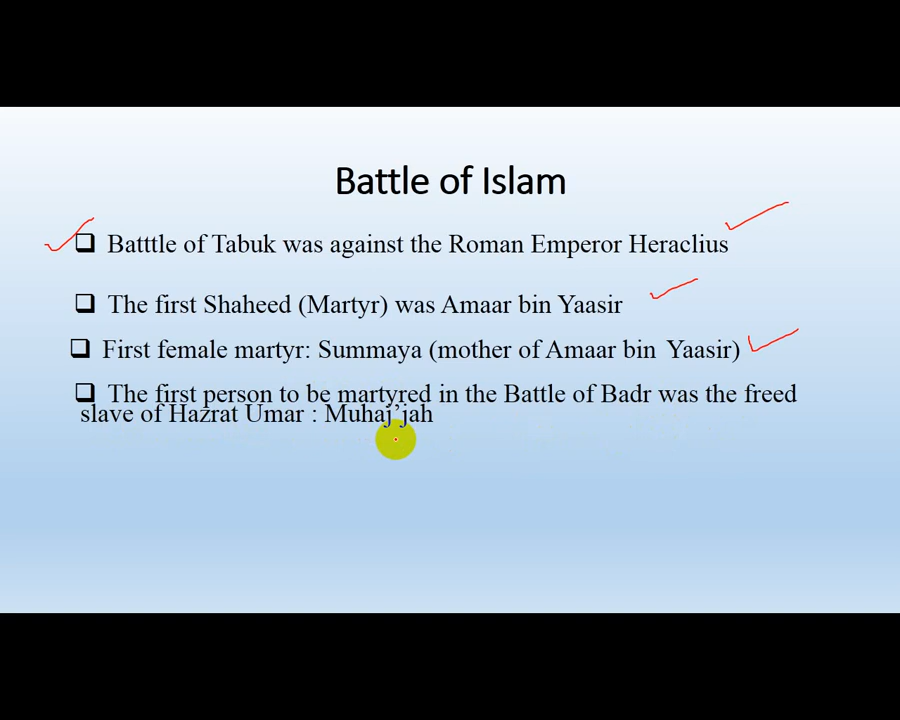 Battle of Islam
Batttle of Tabuk was against the Roman Emperor Heraclius
The first Shaheed (Martyr) was Amaar bin Yaasir
First female martyr: Summaya (mother of Amaar bin Yaasir)
The first person to be martyred in the Battle of Badr was the freed
slave of Hazrat Umar : Muhaj’jah